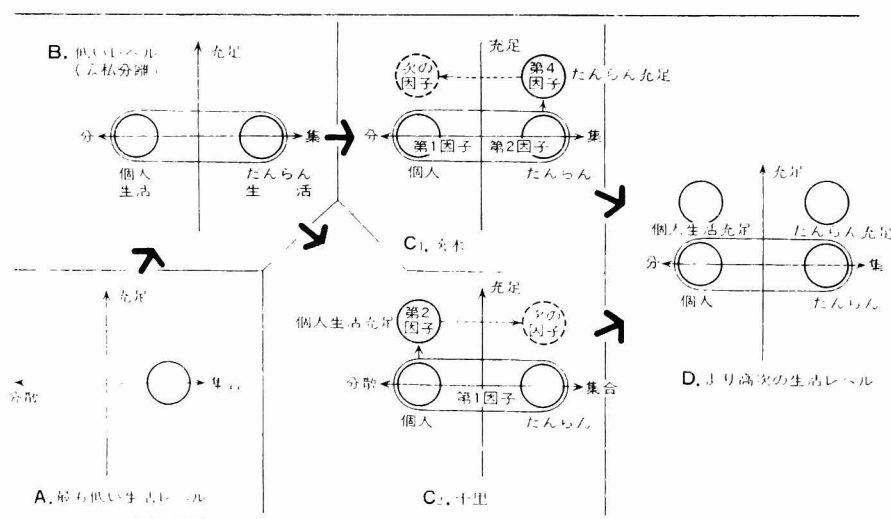 B. 低いレベル
(公私分離)
充足
分
集
個人
生活
だんらん
生 活
充足
次の
因子
第4
因子
たんらん充足
分
集
第1因子
第2因子
個人
たんらん
C₁.
充足
個人生活充足
たんらん充足
分
集
個人
たんらん
D. より高次の生活レベル
充足
分散
集合
A. 最も低い生活レベル
充足
個人生活充足
第2
因子
次の
因子
分散
集合
第1因子
個人
たんらん
C₂. 千里